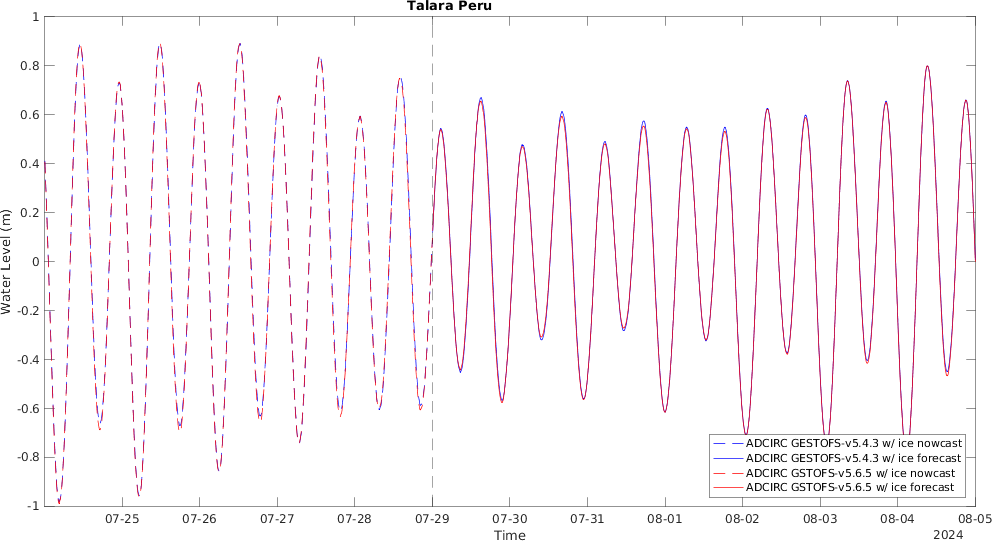 Talara Peru
Water Level (m)
1
0.8
0.6
0.4
0.2
0
-0.2
-0.4
-0.6
-0.8
-1
ADCIRC GESTOFS-v5.4.3 w/ ice nowcast
ADCIRC GESTOFS-v5.4.3 w/ ice forecast
ADCIRC GSTOFS-v5.6.5 w/ ice nowcast
ADCIRC GSTOFS-v5.6.5 w/ ice forecast
07-25 07-26 07-27 07-28 07-29 07-30 07-31 08-01 08-02 08-03 08-04 08-05
Time
2024